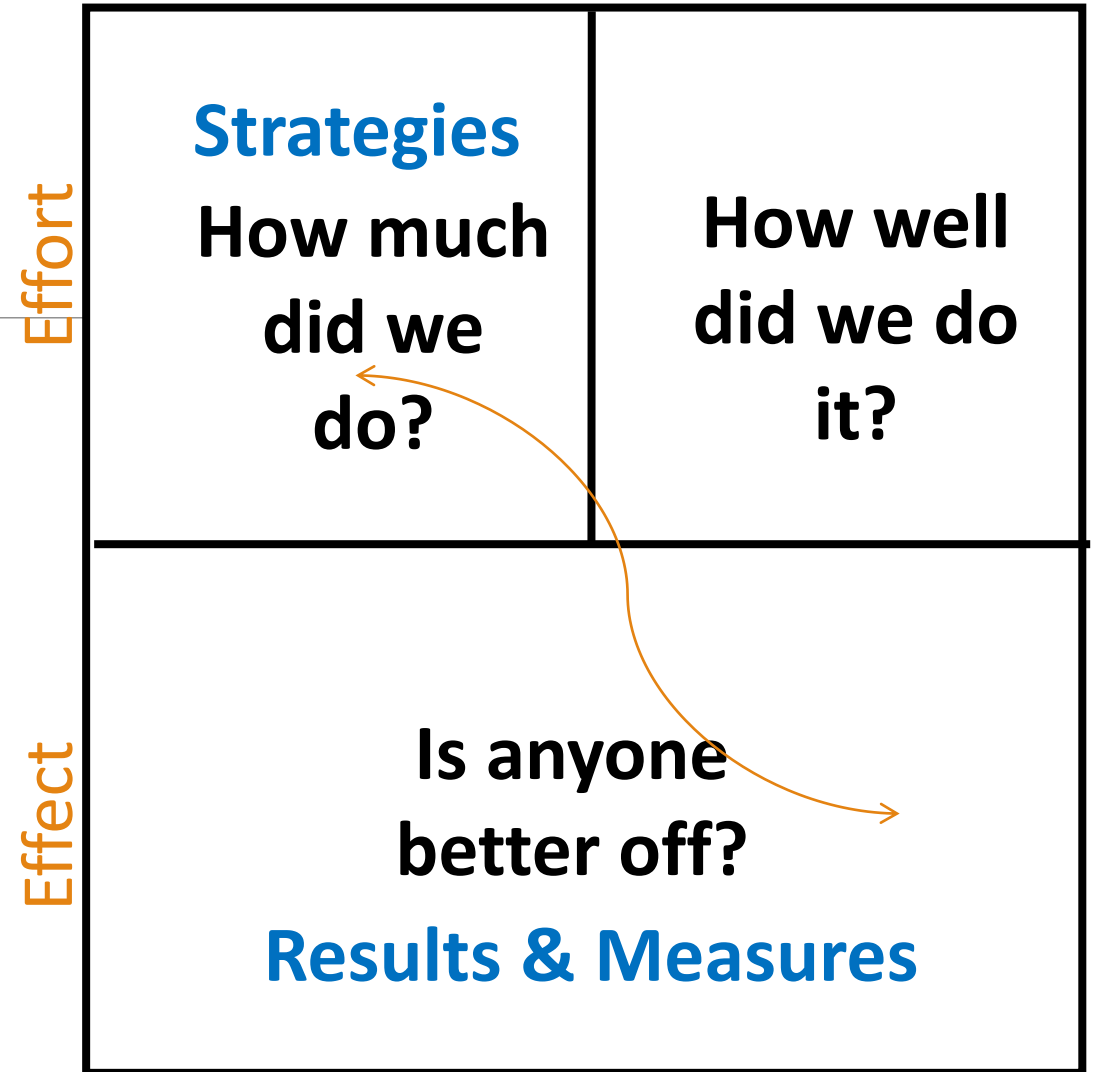 Effort
Strategies
How much
did we
do?
How well
did we do
it?
Effect
Is anyone
better off?
Results & Measures